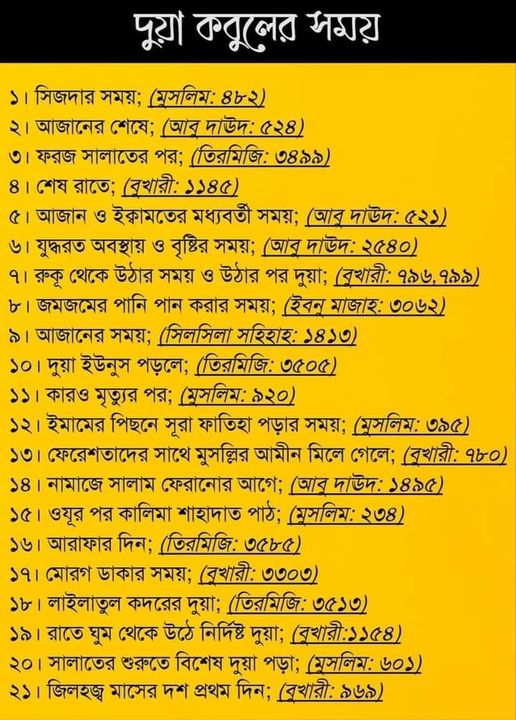 দুয়া কবুলের সময়
১। সিজদার সময়; (মুসলিম: ৪৮২)
২। আজানের শেষে; (আবু দাউদ: ৫২৪)
৩। ফরজ সালাতের পর; (তিরমিজি: ৩৪৯৯)
৪। শেষ রাতে; (বুখারী: ১১৪৫)
৫। আজান ও ইক্বামতের মধ্যবর্তী সময়; (আবু দাউদ: ৫২১)
৬। যুদ্ধরত অবস্থায় ও বৃষ্টির সময়; (আবু দাউদ: ২৫৪০)
৭। রুকূ থেকে উঠার সময় ও উঠার পর দুয়া; (বুখারী: ৭৯৬,৭৯৯)
৮। জমজমের পানি পান করার সময়; (ইবনু মাজাহ: ৩০৬২)
৯। আজানের সময়; (সিলসিলা সহিহাহ: ১৪১৩)
১০। দুয়া ইউনুস পড়লে; (তিরমিজি: ৩৫০৫)
১১। কারও মৃত্যুর পর; (মুসলিম: ৯২০)
১২। ইমামের পিছনে সূরা ফাতিহা পড়ার সময়; (মুসলিম: ৩৯৫)
১৩। ফেরেশতাদের সাথে মুসল্লির আমীন মিলে গেলে; (বুখারী: ৭৮০)
১৪। নামাজে সালাম ফেরানোর আগে; (আবু দাউদ: ১৪৯৫)
১৫। ওযূর পর কালিমা শাহাদাত পাঠ; (মুসলিম: ২৩৪)
১৬। আরাফার দিন; (তিরমিজি: ৩৫৮৫)
১৭। মোরগ ডাকার সময়; (বুখারী: ৩৩০৩)
১৮। লাইলাতুল কদরের দুয়া; (তিরমিজি: ৩৫১৩)
১৯। রাতে ঘুম থেকে উঠে নির্দিষ্ট দুয়া; (বুখারী:১১৫৪)
২০। সালাতের শুরুতে বিশেষ দুয়া পড়া; (মুসলিম: ৬০১)
২১। জিলহজ্ব মাসের দশ প্রথম দিন; (বুখারী: ৯৬৯)